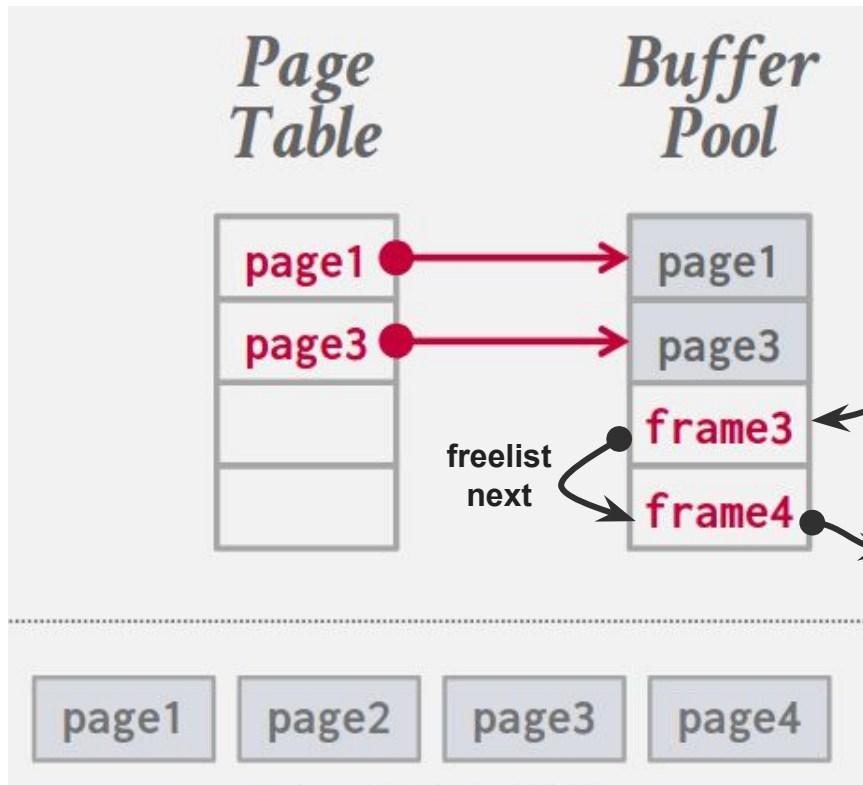 Page
Table
Buffer
Pool
page1
page3
page1
page3
frame3
frame4
freelist
next
page1 page2 page3 page4